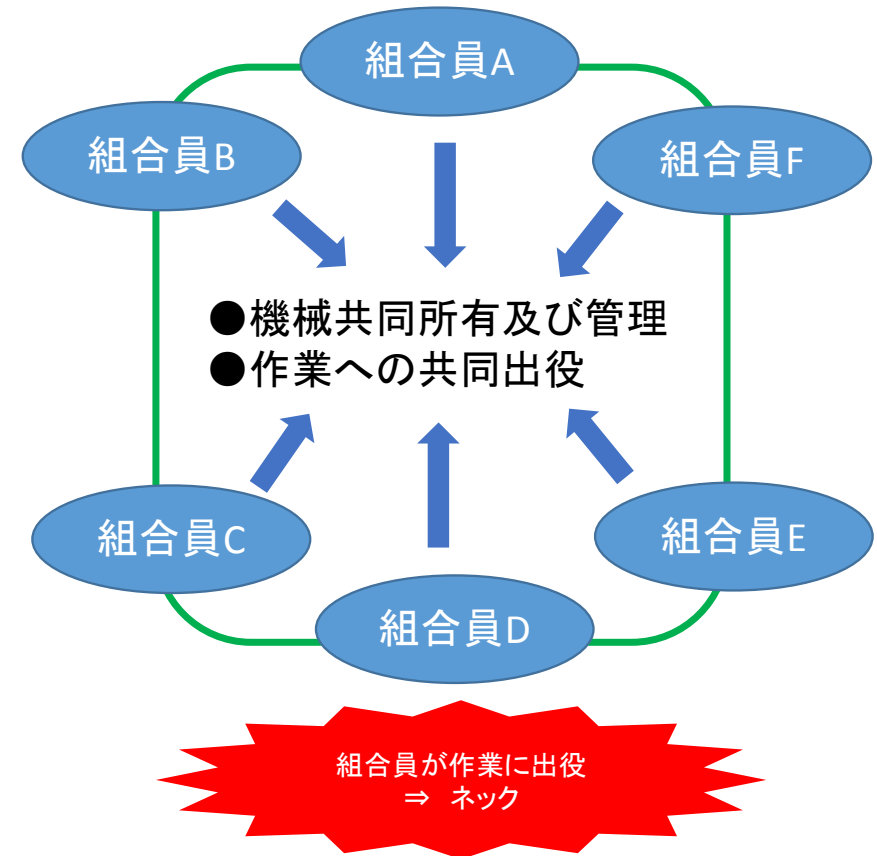 組合員A
組合員B
組合員F
●機械共同所有及び管理
●作業への共同出役
組合員C
組合員E
組合員D
組合員が作業に出役
⇒ ネック